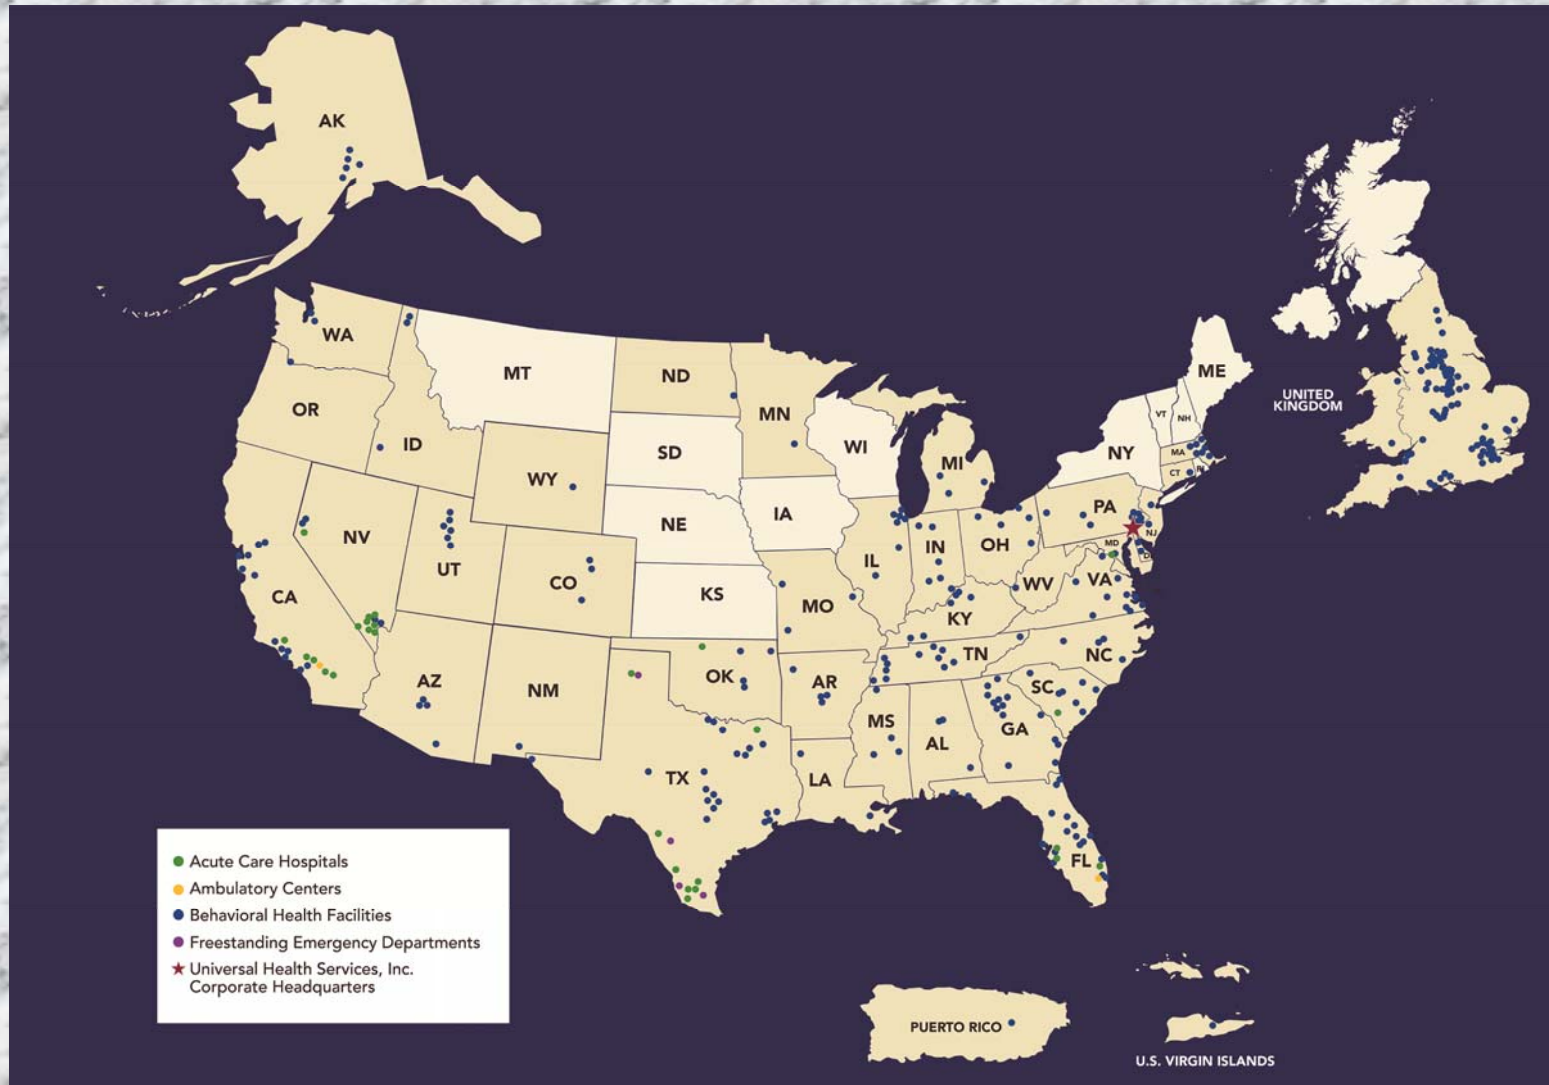 AK
WA
MT
ND
ME
OR
MN
VT
NH
UNITED
KINGDOM
ID
SD
WI
NY
MA
MI
CT
RI
WY
PA
NE
IA
NJ
NV
IN
OH
MD
DE
UT
IL
CO
WV
VA
CA
KS
MO
KY
NC
TN
AZ
NM
OK
AR
SC
MS
AL
GA
TX
LA
FL
Acute Care Hospitals
Ambulatory Centers
Behavioral Health Facilities
Freestanding Emergency Departments
Universal Health Services, Inc.
Corporate Headquarters
PUERTO RICO
U.S. VIRGIN ISLANDS